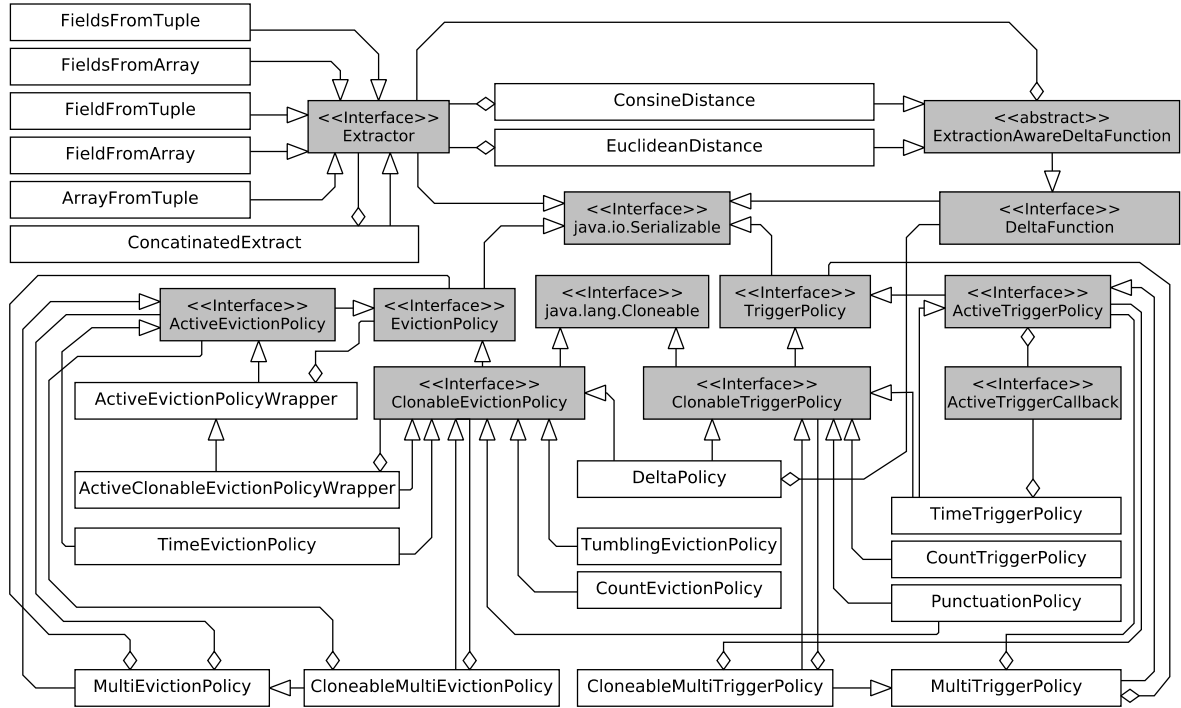 FieldsFromTuple
FieldsFromArray
FieldFromTuple
FieldFromArray
ArrayFromTuple
ConcatinatedExtract
<<Interface>>
Extractor
ConsineDistance
EuclideanDistance
<<abstract>>
ExtractionAwareDeltaFunction
<<Interface>>
java.io.Serializable
<<Interface>>
DeltaFunction
<<Interface>>
ActiveEvictionPolicy
<<Interface>>
EvictionPolicy
<<Interface>>
java.lang.Cloneable
<<Interface>>
TriggerPolicy
<<Interface>>
ActiveTriggerPolicy
ActiveEvictionPolicyWrapper
<<Interface>>
ClonableEvictionPolicy
<<Interface>>
ClonableTriggerPolicy
<<Interface>>
ActiveTriggerCallback
ActiveClonableEvictionPolicyWrapper
DeltaPolicy
TimeTriggerPolicy
TimeEvictionPolicy
TumblingEvictionPolicy
CountTriggerPolicy
CountEvictionPolicy
PunctuationPolicy
MultiEvictionPolicy
CloneableMultiEvictionPolicy
CloneableMultiTriggerPolicy
MultiTriggerPolicy